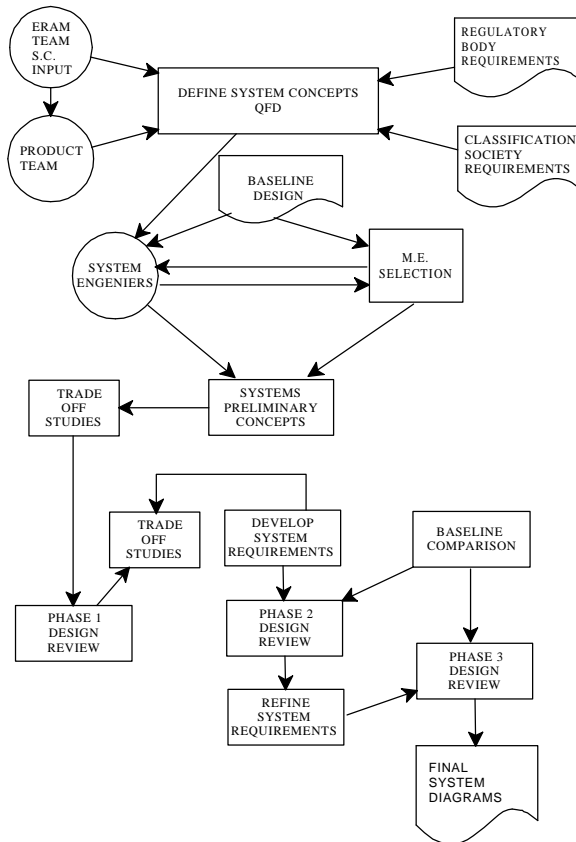 ERAM
TEAM
S.C.
INPUT
REGULATORY
BODY
REQUIREMENTS
DEFINE SYSTEM CONCEPTS
QFD
PRODUCT
TEAM
CLASSIFICATION
SOCIETY
REQUIREMENTS
BASELINE
DESIGN
SYSTEM
ENGENIERS
M.E.
SELECTION
TRADE
OFF
STUDIES
SYSTEMS
PRELIMINARY
CONCEPTS
TRADE
OFF
STUDIES
DEVELOP
SYSTEM
REQUIREMENTS
BASELINE
COMPARISON
PHASE 1
DESIGN
REVIEW
PHASE 2
DESIGN
REVIEW
PHASE 3
DESIGN
REVIEW
REFINE
SYSTEM
REQUIREMENTS
FINAL
SYSTEM
DIAGRAMS